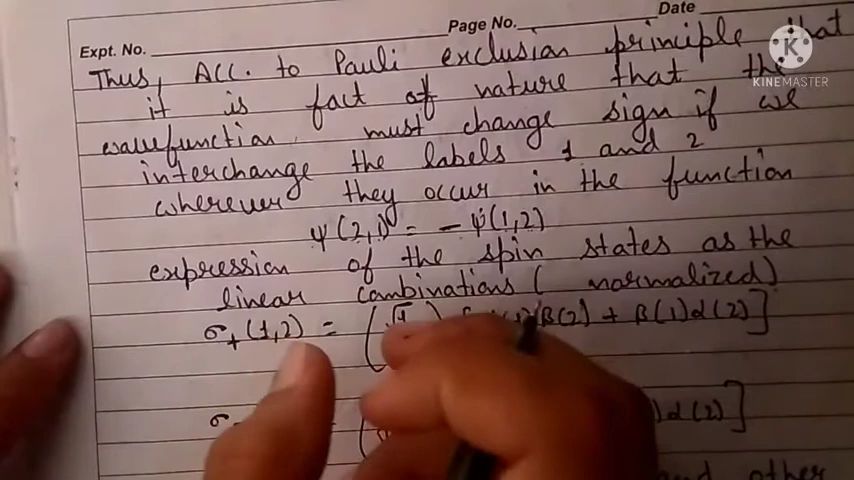 Expt. No.
Page No.
Date
KINEMASTER
Thus, Acc. to Pauli exclusion principle that
it is fact of nature that the
wavefunction must change sign if we
interchange the labels 1 and 2
wherever they occur in the function
ψ(2,1) = - ψ(1,2)
expression of the spin states as the
linear combinations (normalized)
σ+(1,2) = β(2) + β(1)α(2)]
α(2)]
other